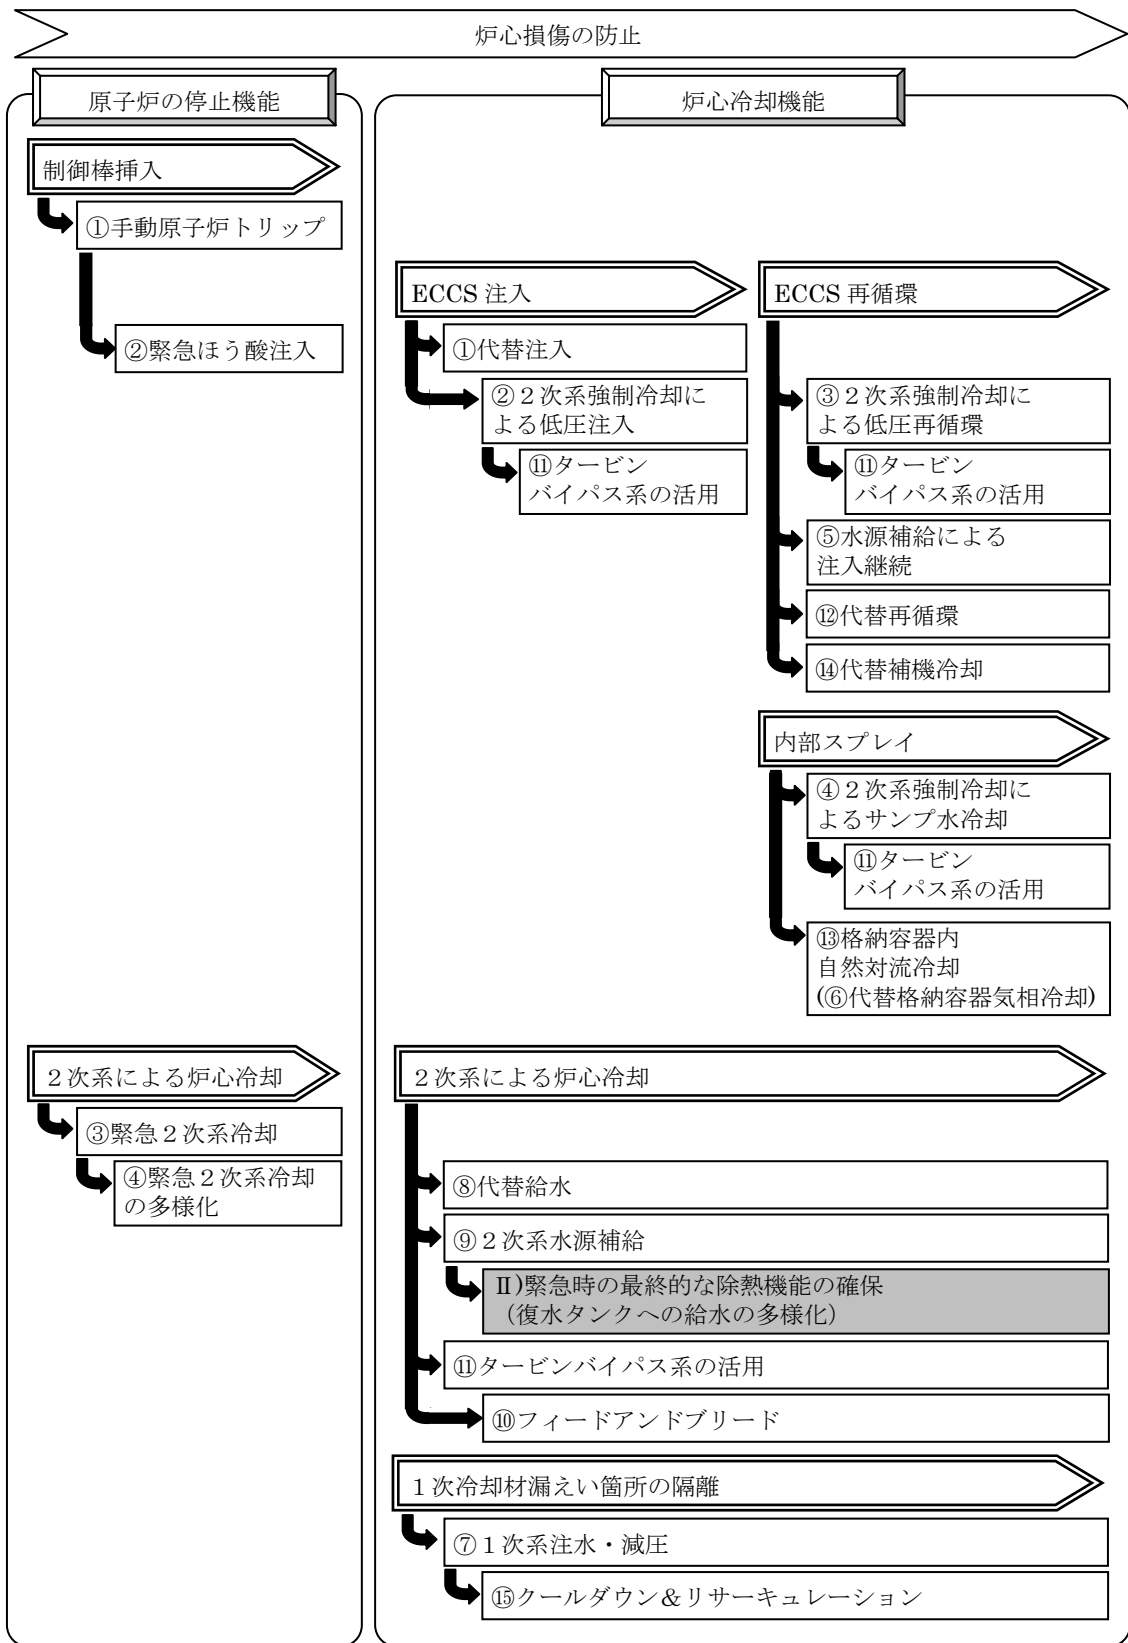 炉心損傷の防止
原子炉の停止機能
制御棒挿入
①手動原子炉トリップ
②緊急ほう酸注入
2次系による炉心冷却
③緊急2次系冷却
④緊急2次系冷却
の多様化
炉心冷却機能
ECCS 注入
①代替注入
②2次系強制冷却に
よる低圧注入
⑪タービン
バイパス系の活用
ECCS 再循環
③2次系強制冷却に
よる低圧再循環
⑪タービン
バイパス系の活用
⑤水源補給による
注入継続
⑫代替再循環
⑭代替補機冷却
内部スプレイ
④2次系強制冷却に
よるサンプ水冷却
⑪タービン
バイパス系の活用
⑬格納容器内
自然対流冷却
(⑥代替格納容器気相冷却)
2次系による炉心冷却
⑧代替給水
⑨2次系水源補給
Ⅱ)緊急時の最終的な除熱機能の確保
（復水タンクへの給水の多様化）
⑪タービンバイパス系の活用
⑩フィードアンドブリード
1次冷却材漏えい箇所の隔離
⑦1次系注水・減圧
⑮クールダウン＆リサーキュレーション